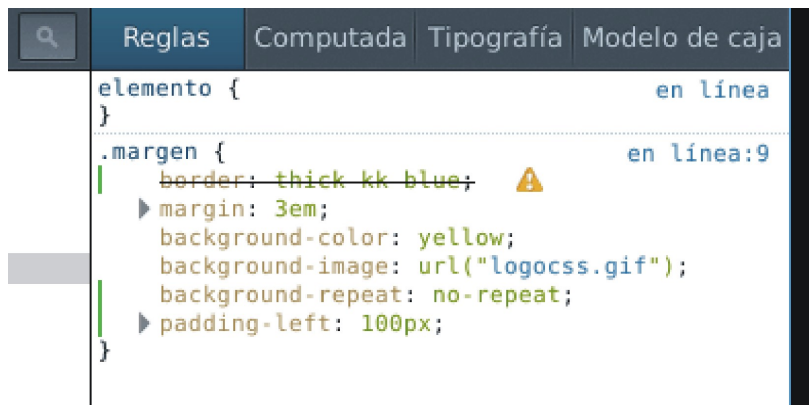 Reglas Computada Tipografía Modelo de caja
elemento { en línea
}
.margen { en línea:9
border: thick kk blue;
margin: 3em;
background-color: yellow;
background-image: url("logocss.gif");
background-repeat: no-repeat;
padding-left: 100px;
}